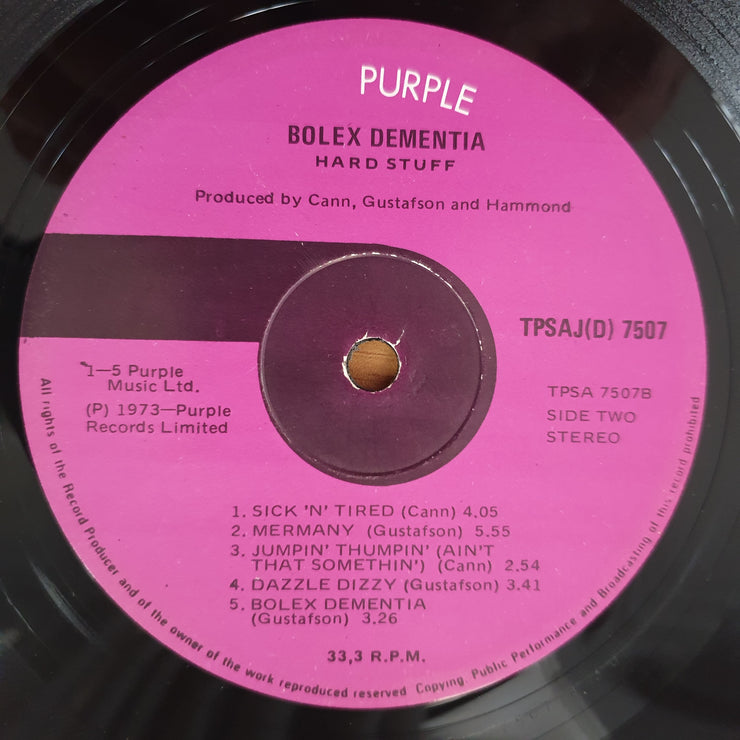 PURPLE
BOLEX DEMENTIA
HARD STUFF
Produced by Cann, Gustafson and Hammond
TPSAJ(D) 7507
1—5 Purple
Music Ltd.
(P) 1973—Purple
Records Limited
TPSA 7507B
SIDE TWO
STEREO
1. SICK 'N' TIRED (Cann) 4.05
2. MERMANY (Gustafson) 5.55
3. JUMPIN' THUMPIN' (AIN'T
THAT SOMETHIN') (Cann) 2.54
4. DAZZLE DIZZY (Gustafson) 3.41
5. BOLEX DEMENTIA
(Gustafson) 3.26
33,3 R.P.M.
All rights of the Record Producer and of the owner of the work reproduced reserved Copying, Public Performance and Broadcasting of this record prohibited